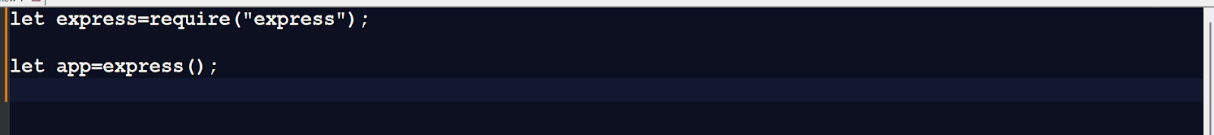 let express=require("express");
let app=express();